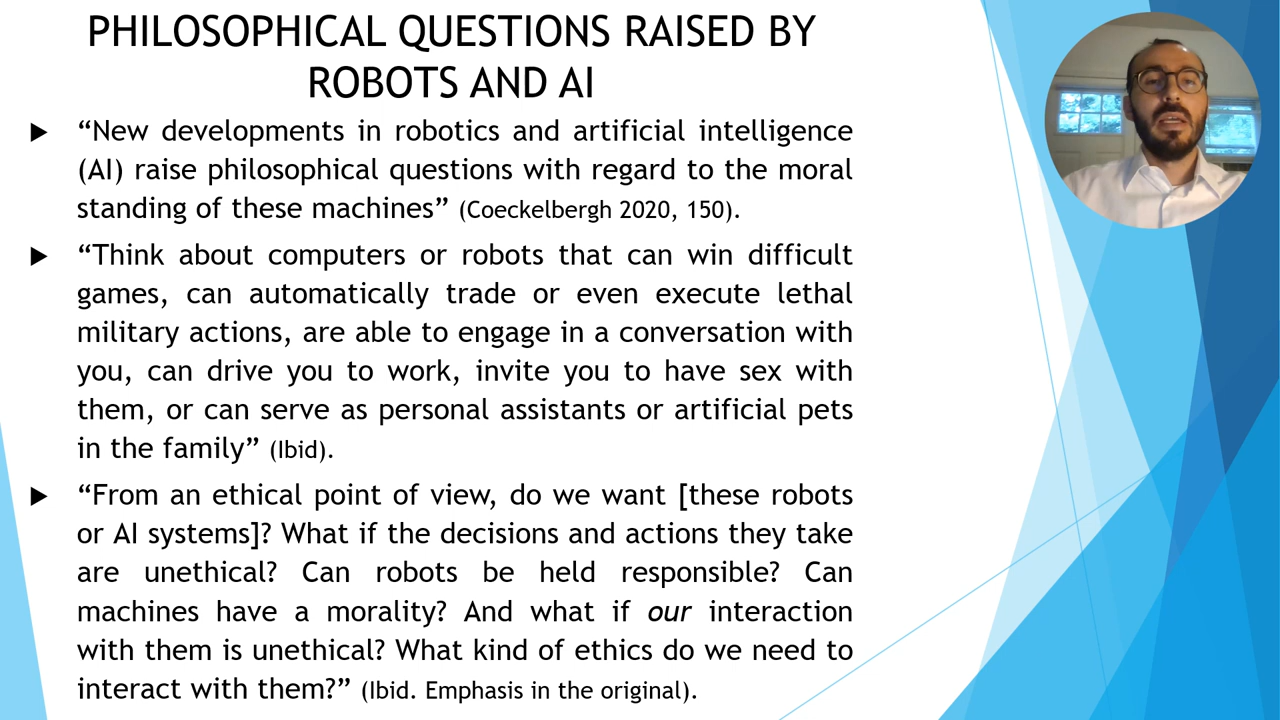 PHILOSOPHICAL QUESTIONS RAISED BY
ROBOTS AND AI
“New developments in robotics and artificial intelligence
(AI) raise philosophical questions with regard to the moral
standing of these machines” (Coeckelbergh 2020, 150).
“Think about computers or robots that can win difficult
games, can automatically trade or even execute lethal
military actions, are able to engage in a conversation with
you, can drive you to work, invite you to have sex with
them, or can serve as personal assistants or artificial pets
in the family” (Ibid).
“From an ethical point of view, do we want [these robots
or AI systems]? What if the decisions and actions they take
are unethical? Can robots be held responsible? Can
machines have a morality? And what if our interaction
with them is unethical? What kind of ethics do we need to
interact with them?” (Ibid. Emphasis in the original).